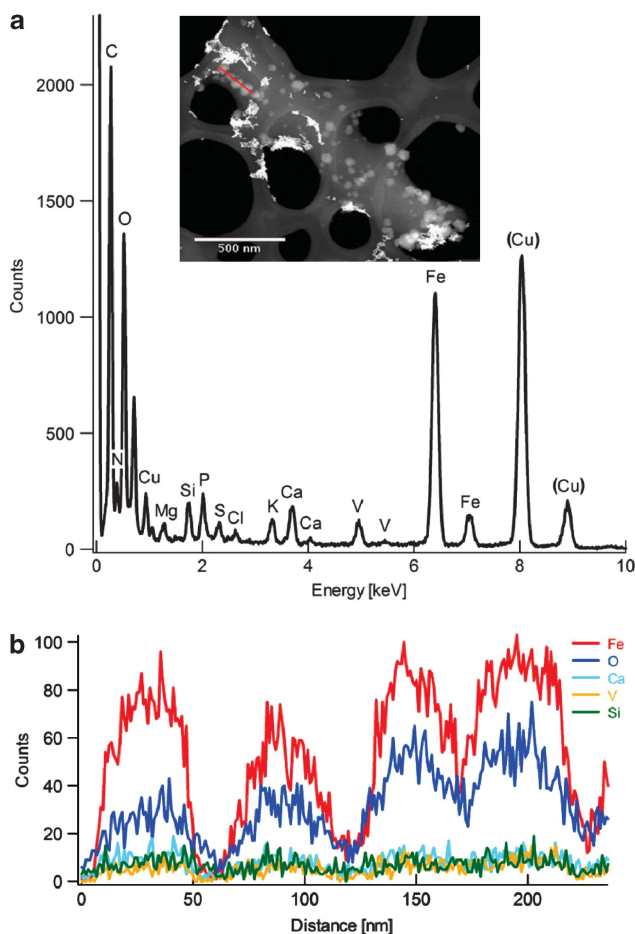 a
C
2000
O
500 nm
(Cu)
1500
Fe
Counts
1000
500
N
Cu
Mg
Si
P
S
Cl
K
Ca
Ca
V
V
Fe
(Cu)
0
0 2 4 6 8 10
Energy [keV]
b
100
80
60
40
20
0
Counts
Fe
O
Ca
V
Si
0 50 100 150 200
Distance [nm]